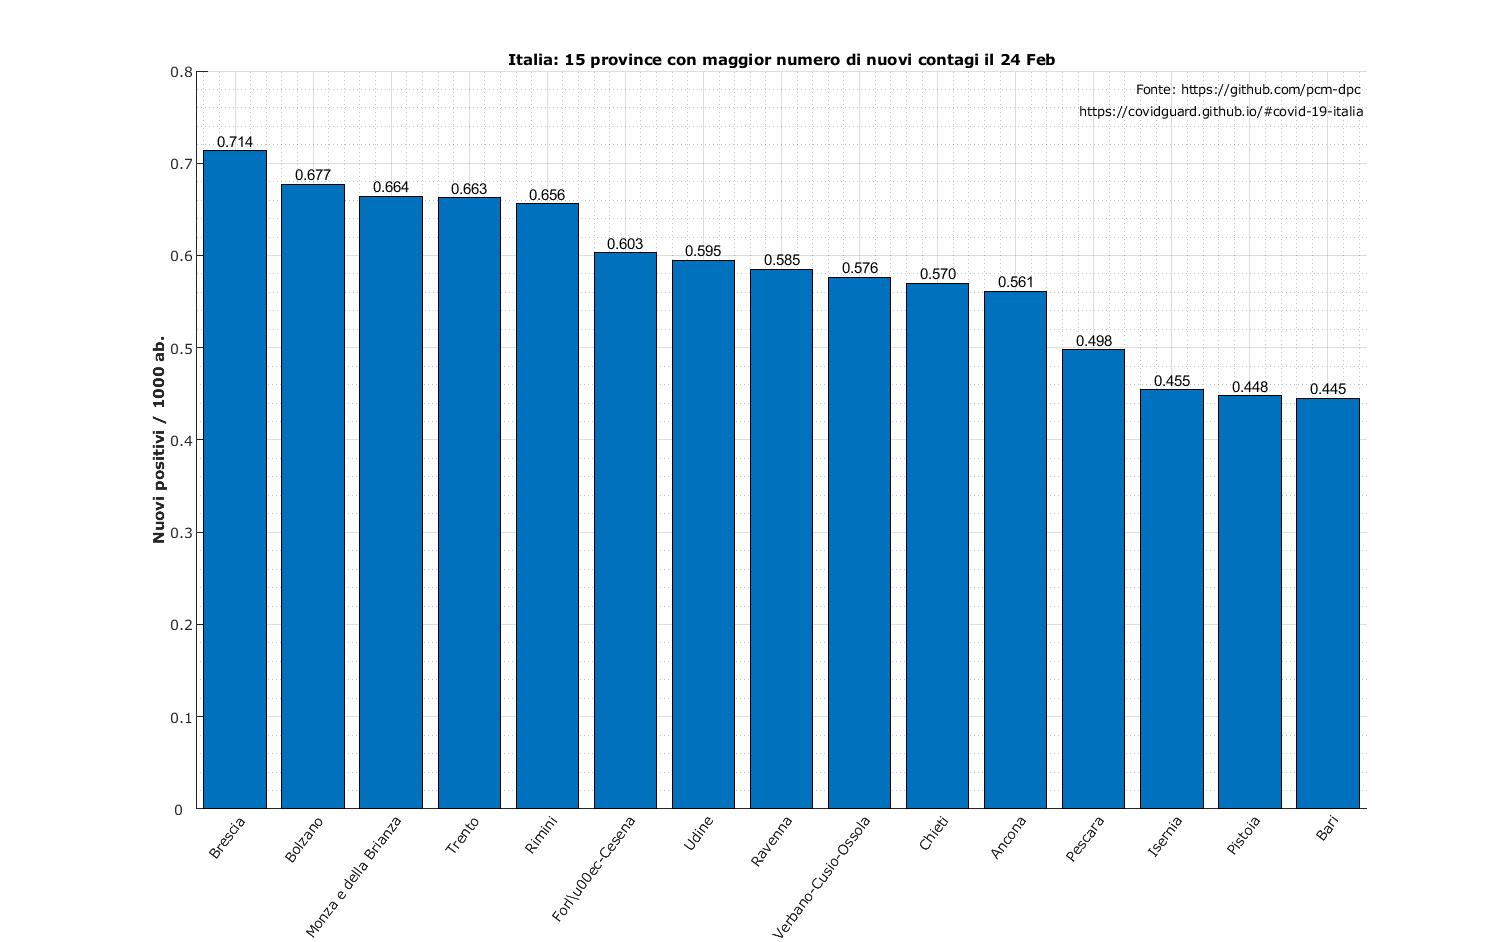 Italia: 15 province con maggior numero di nuovi contagi il 24 Feb
Fonte: https://github.com/pcm-dpc
https://covidguard.github.io/#covid-19-italia
Nuovi positivi / 1000 ab.
0.8
0.7
0.6
0.5
0.4
0.3
0.2
0.1
0
0.714
0.677
0.664
0.663
0.656
0.603
0.595
0.585
0.576
0.570
0.561
0.498
0.455
0.448
0.445
Brescia
Bolzano
Monza e della Brianza
Trento
Rimini
Forl\u00ec-Cesena
Udine
Ravenna
Verbano-Cusio-Ossola
Chieti
Ancona
Pescara
Isernia
Pistoia
Bari